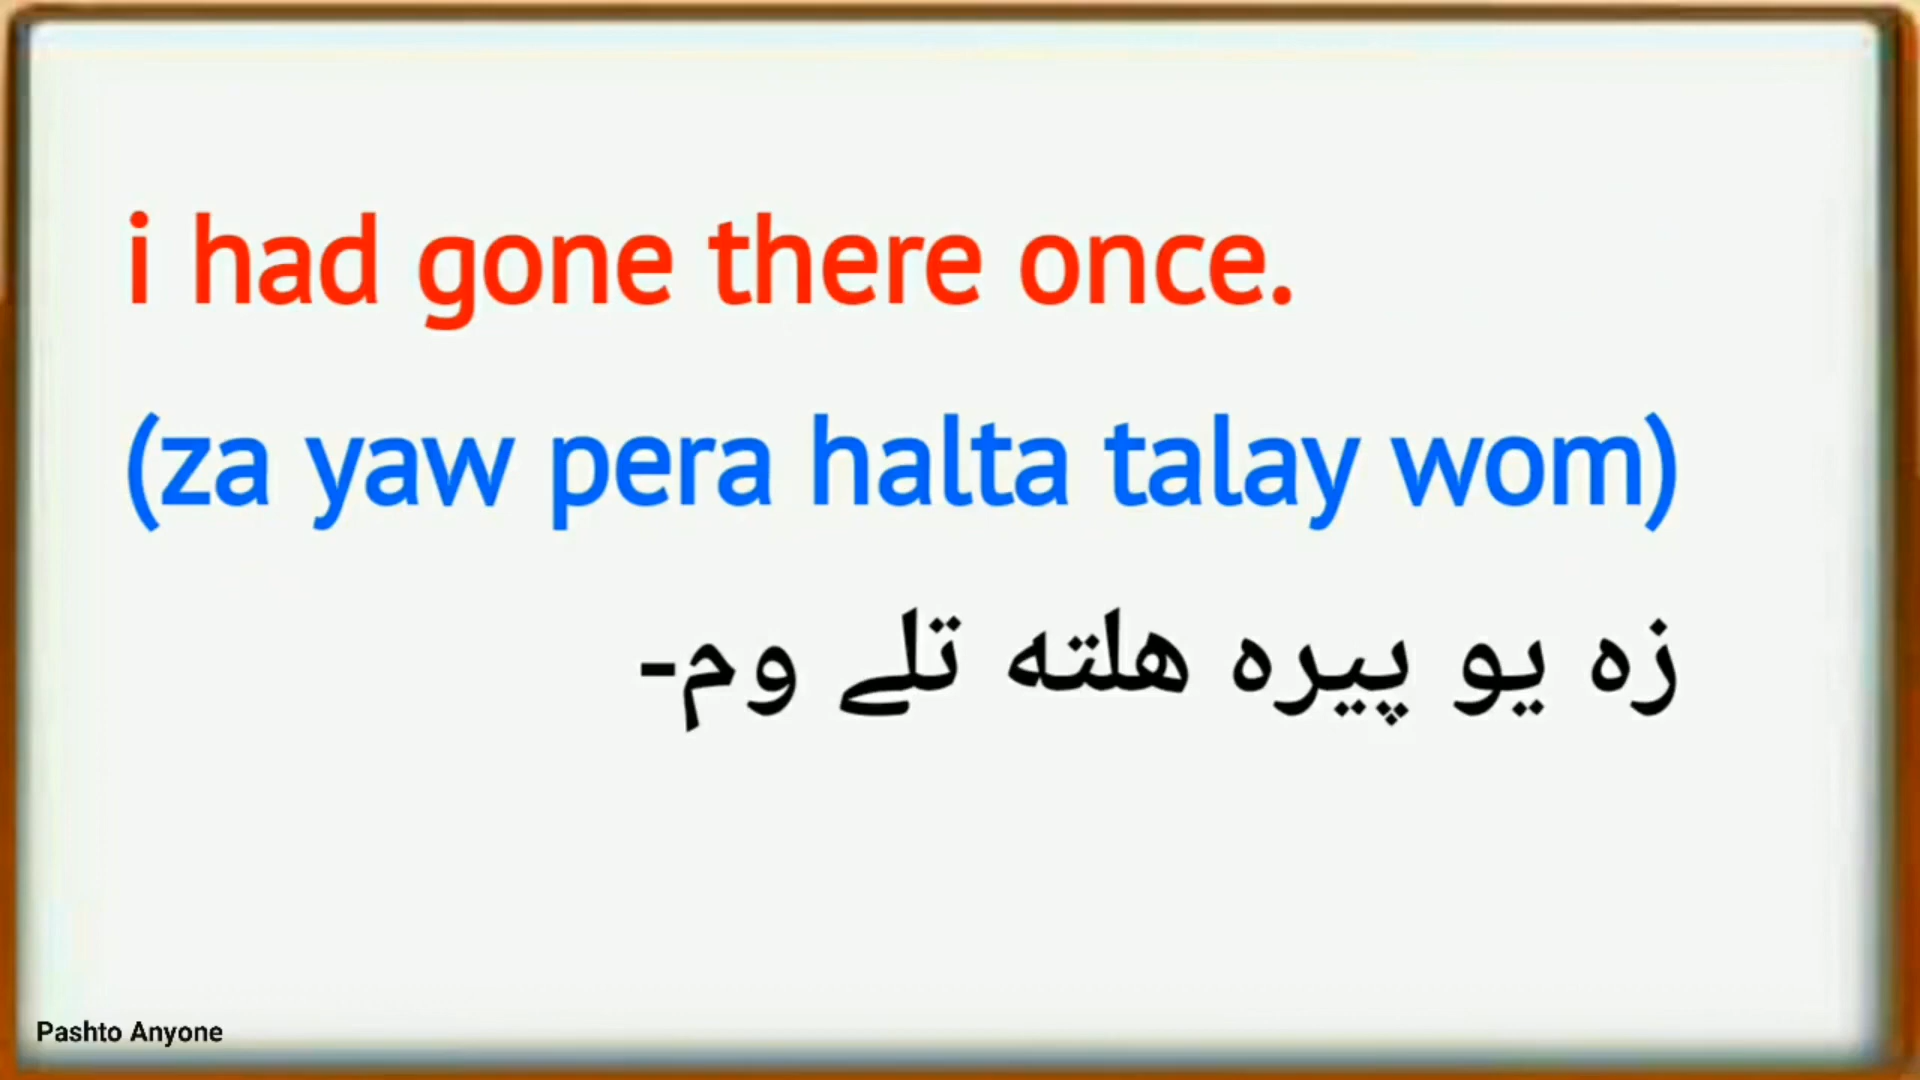 i had gone there once.
(za yaw pera halta talay wom)
زه یو پیره هلته تلے وم-
Pashto Anyone